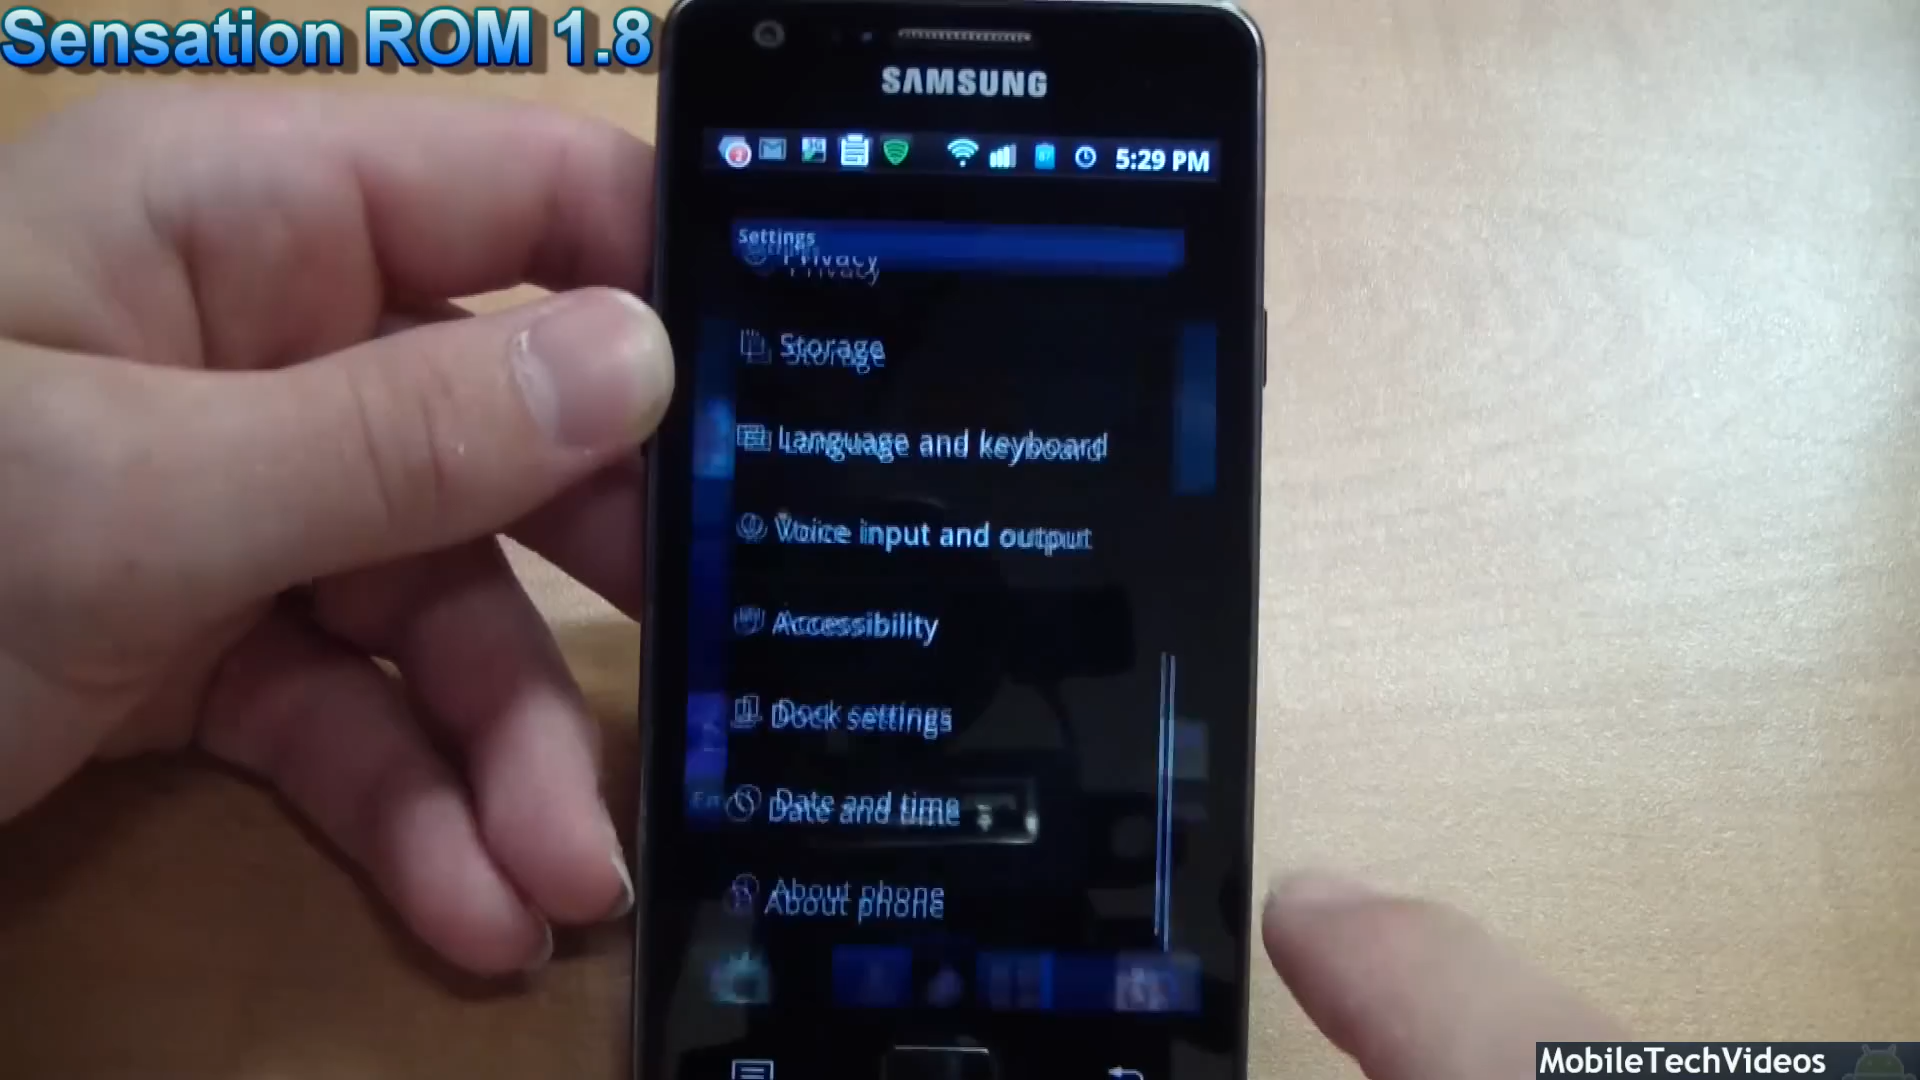 Sensation ROM 1.8
SAMSUNG
5:29 PM
Settings
Privacy
Storage
Language and keyboard
Voice input and output
Accessibility
Dock settings
Date and time
About phone
MobileTechVideos